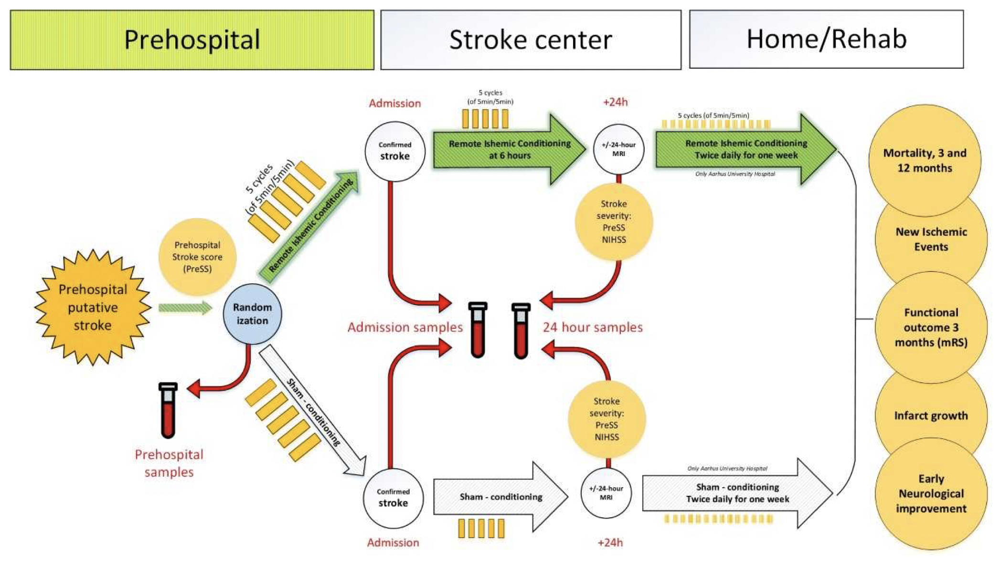 Prehospital
Stroke center
Home/Rehab
Prehospital
putative
stroke
Prehospital
Stroke score
(PreSS)
Random
ization
Prehospital
samples
5 cycles
(of 5min/5min)
Remote Ishemic Conditioning
Sham - conditioning
Admission
Confirmed
stroke
5 cycles
(of 5min/5min)
Remote Ishemic Conditioning
at 6 hours
+24h
+/-24-hour
MRI
5 cycles (of 5min/5min)
Remote Ishemic Conditioning
Twice daily for one week
Only Aarhus University Hospital
Stroke
severity:
PreSS
NIHSS
Admission samples
24 hour samples
Stroke
severity:
PreSS
NIHSS
Confirmed
stroke
Admission
Sham - conditioning
+/-24-hour
MRI
+24h
Only Aarhus University Hospital
Sham - conditioning
Twice daily for one week
Mortality, 3 and
12 months
New Ischemic
Events
Functional
outcome 3
months (mRS)
Infarct growth
Early
Neurological
improvement